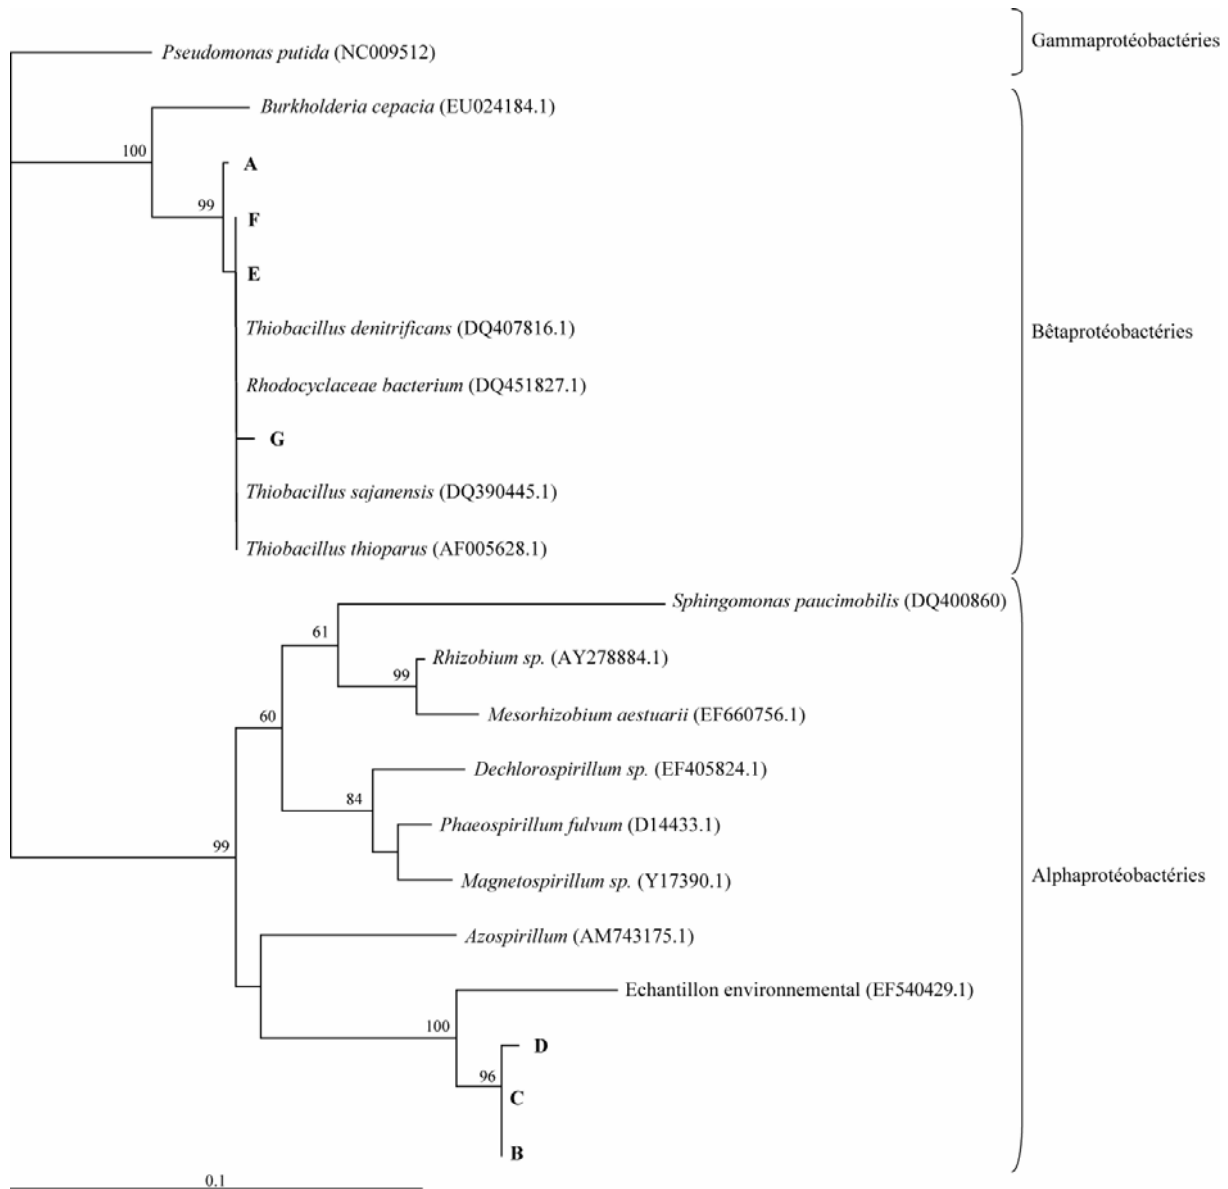 Gammaprotéobactéries
Pseudomonas putida (NC009512)
Burkholderia cepacia (EU024184.1)
100
A
99
F
E
Thiobacillus denitrificans (DQ407816.1)
Bêtaprotéobactéries
Rhodocyclaceae bacterium (DQ451827.1)
G
Thiobacillus sajanensis (DQ390445.1)
Thiobacillus thioparus (AF005628.1)
Sphingomonas paucimobilis (DQ400860)
61
Rhizobium sp. (AY278884.1)
99
Mesorhizobium aestuarii (EF660756.1)
60
Dechlorospirillum sp. (EF405824.1)
84
Phaeospirillum fulvum (D14433.1)
99
Magnetospirillum sp. (Y17390.1)
Alphaprotéobactéries
Azospirillum (AM743175.1)
Echantillon environnemental (EF540429.1)
100
D
96
C
B
0.1